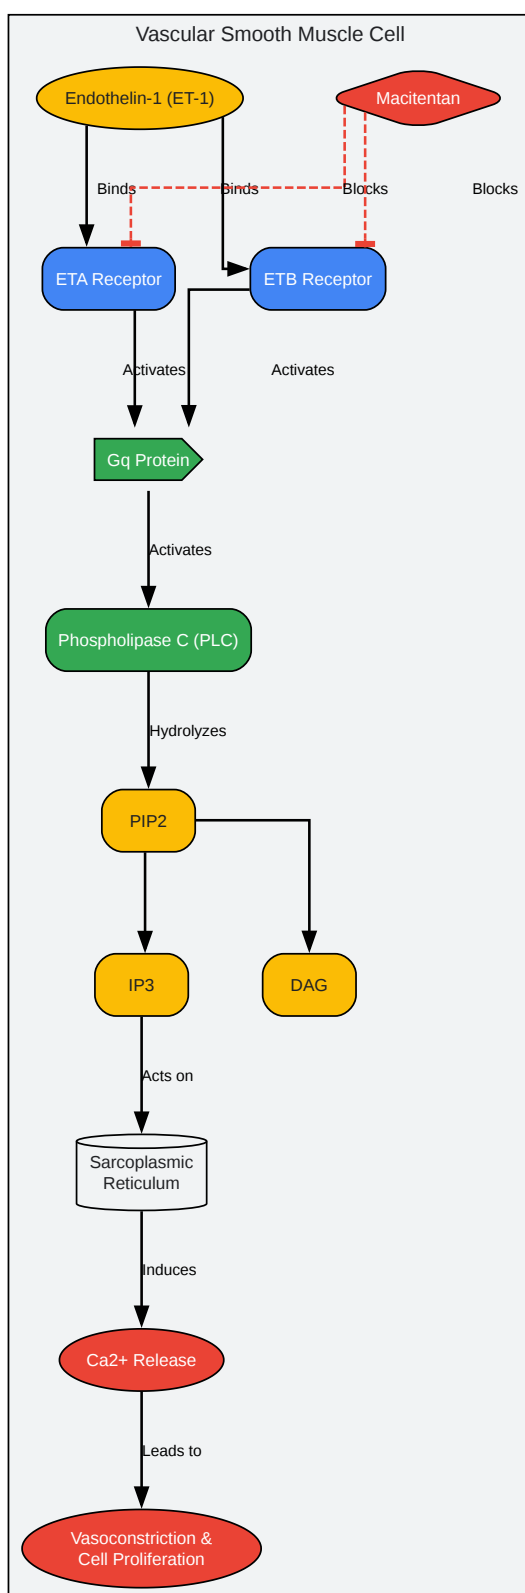 Vascular Smooth Muscle Cell
Endothelin-1 (ET-1)
Macitentan
Binds
Binds
Blocks
Blocks
ETA Receptor
ETB Receptor
Activates
Activates
Gq Protein
Activates
Phospholipase C (PLC)
Hydrolyzes
PIP2
IP3
DAG
Acts on
Sarcoplasmic
Reticulum
Induces
Ca2+ Release
Leads to
Vasoconstriction &
Cell Proliferation